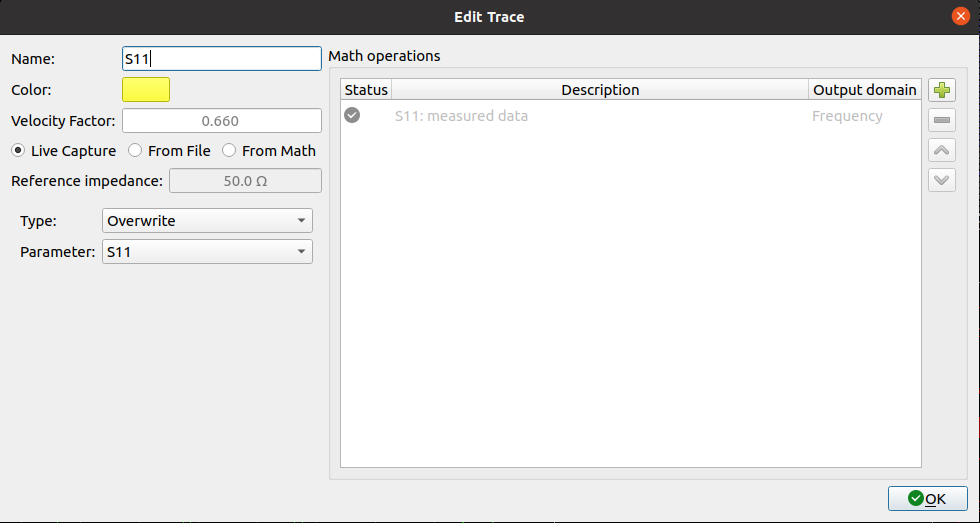 Edit Trace
Name: S11
Color:
Velocity Factor: 0.660
Live Capture From File From Math
Reference impedance: 50.0 Ω
Type: Overwrite
Parameter: S11
Math operations
Status Description Output domain
S11: measured data Frequency
OK